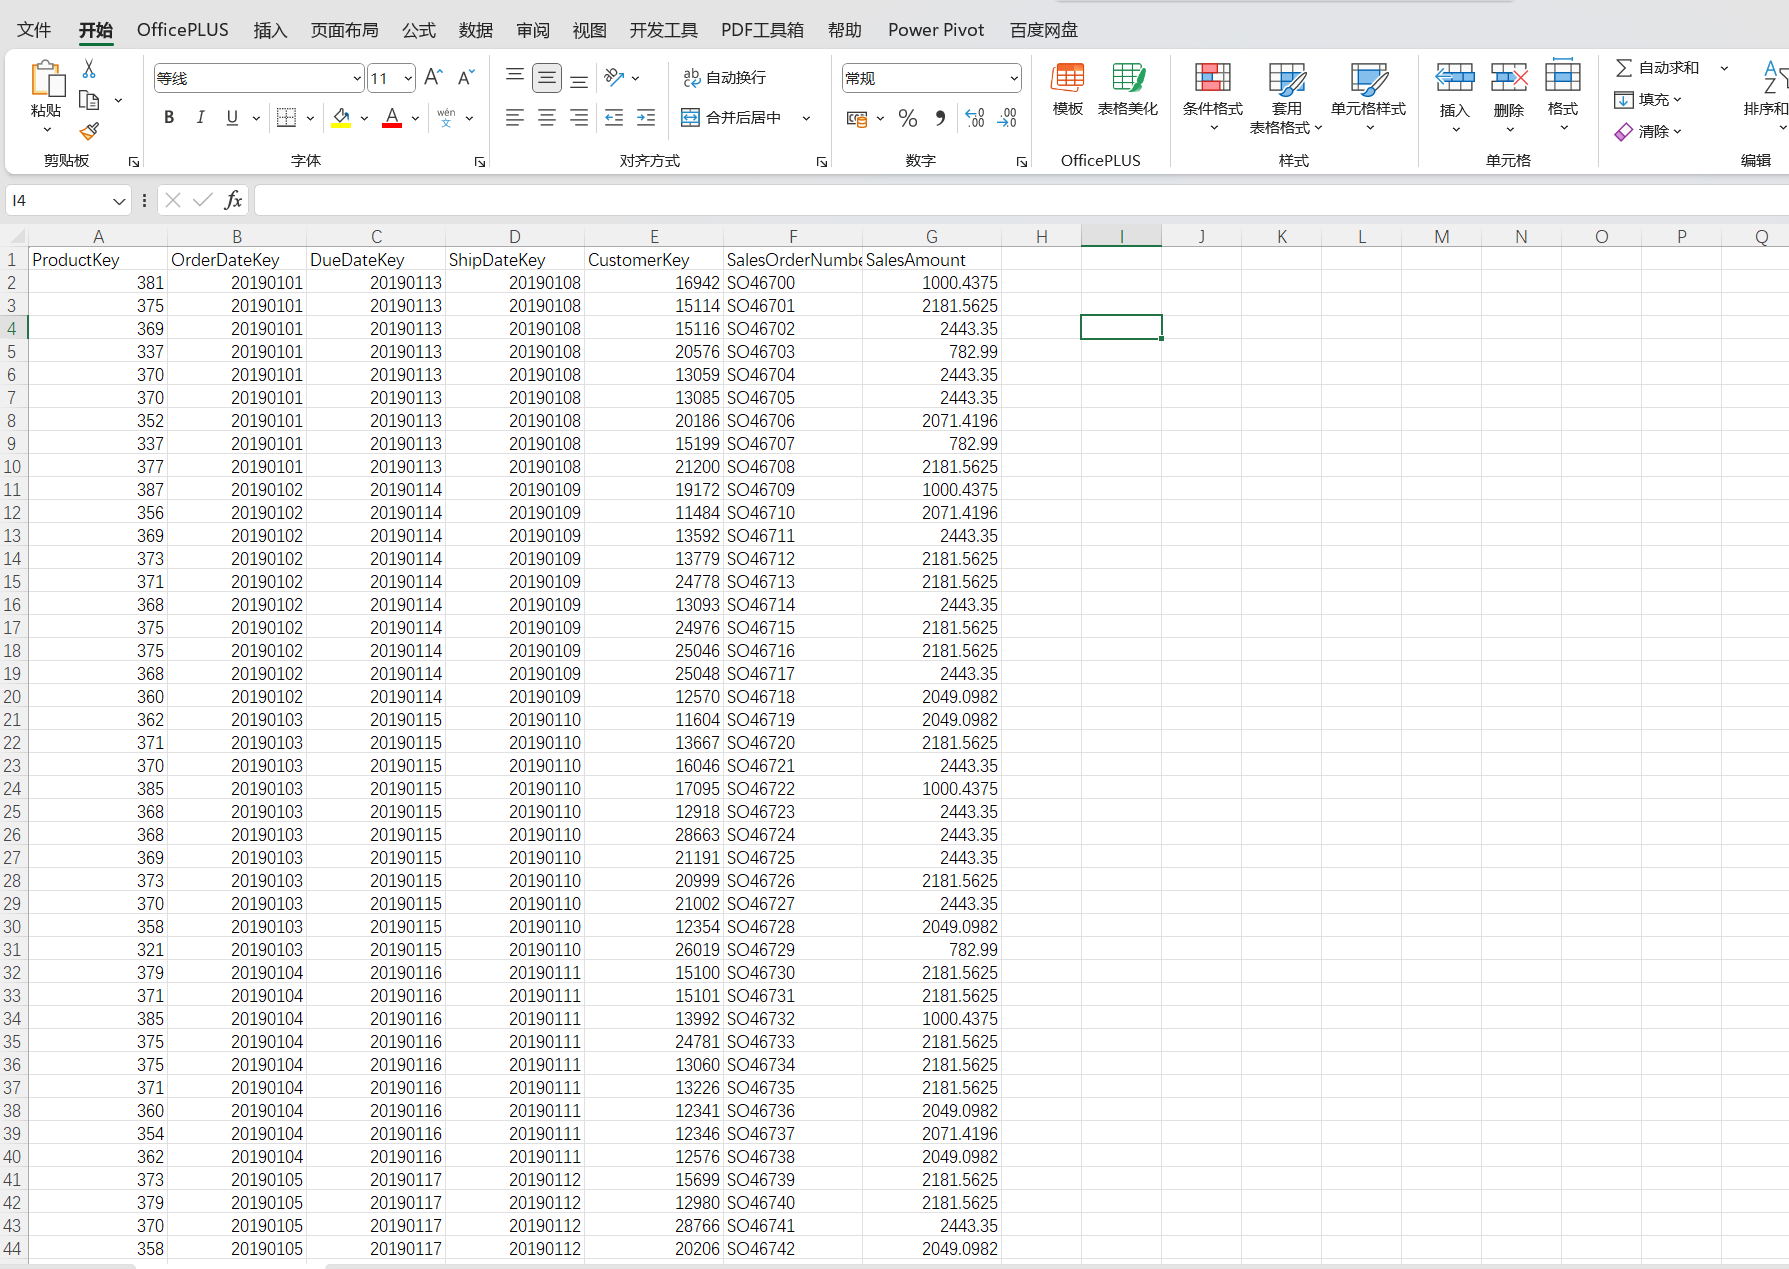 文件 开始 OfficePLUS 插入 页面布局 公式 数据 审阅 视图 开发工具 PDF工具箱 帮助 Power Pivot 百度网盘
粘贴 等线 11 A A 自动换行 常规 模板 表格美化 条件格式 套用 表格格式 单元格样式 插入 删除 格式 自动求和 填充 清除
B I U A wén 文 合并后居中 % .00 .00 排序和
剪贴板 字体 对齐方式 数字 OfficePLUS 样式 单元格 编辑
I4 fx
A B C D E F G H I J K L M N O P Q
1 ProductKey OrderDateKey DueDateKey ShipDateKey CustomerKey SalesOrderNumbe SalesAmount
2 381 20190101 20190113 20190108 16942 SO46700 1000.4375
3 375 20190101 20190113 20190108 15114 SO46701 2181.5625
4 369 20190101 20190113 20190108 15116 SO46702 2443.35
5 337 20190101 20190113 20190108 20576 SO46703 782.99
6 370 20190101 20190113 20190108 13059 SO46704 2443.35
7 370 20190101 20190113 20190108 13085 SO46705 2443.35
8 352 20190101 20190113 20190108 20186 SO46706 2071.4196
9 337 20190101 20190113 20190108 15199 SO46707 782.99
10 377 20190101 20190113 20190108 21200 SO46708 2181.5625
11 387 20190102 20190114 20190109 19172 SO46709 1000.4375
12 356 20190102 20190114 20190109 11484 SO46710 2071.4196
13 369 20190102 20190114 20190109 13592 SO46711 2443.35
14 373 20190102 20190114 20190109 13779 SO46712 2181.5625
15 371 20190102 20190114 20190109 24778 SO46713 2181.5625
16 368 20190102 20190114 20190109 13093 SO46714 2443.35
17 375 20190102 20190114 20190109 24976 SO46715 2181.5625
18 375 20190102 20190114 20190109 25046 SO46716 2181.5625
19 368 20190102 20190114 20190109 25048 SO46717 2443.35
20 360 20190102 20190114 20190109 12570 SO46718 2049.0982
21 362 20190103 20190115 20190110 11604 SO46719 2049.0982
22 371 20190103 20190115 20190110 13667 SO46720 2181.5625
23 370 20190103 20190115 20190110 16046 SO46721 2443.35
24 385 20190103 20190115 20190110 17095 SO46722 1000.4375
25 368 20190103 20190115 20190110 12918 SO46723 2443.35
26 368 20190103 20190115 20190110 28663 SO46724 2443.35
27 369 20190103 20190115 20190110 21191 SO46725 2443.35
28 373 20190103 20190115 20190110 20999 SO46726 2181.5625
29 370 20190103 20190115 20190110 21002 SO46727 2443.35
30 358 20190103 20190115 20190110 12354 SO46728 2049.0982
31 321 20190103 20190115 20190110 26019 SO46729 782.99
32 379 20190104 20190116 20190111 15100 SO46730 2181.5625
33 371 20190104 20190116 20190111 15101 SO46731 2181.5625
34 385 20190104 20190116 20190111 13992 SO46732 1000.4375
35 375 20190104 20190116 20190111 24781 SO46733 2181.5625
36 375 20190104 20190116 20190111 13060 SO46734 2181.5625
37 371 20190104 20190116 20190111 13226 SO46735 2181.5625
38 360 20190104 20190116 20190111 12341 SO46736 2049.0982
39 354 20190104 20190116 20190111 12346 SO46737 2071.4196
40 362 20190104 20190116 20190111 12576 SO46738 2049.0982
41 373 20190105 20190117 20190112 15699 SO46739 2181.5625
42 379 20190105 20190117 20190112 12980 SO46740 2181.5625
43 370 20190105 20190117 20190112 28766 SO46741 2443.35
44 358 20190105 20190117 20190112 20206 SO46742 2049.0982